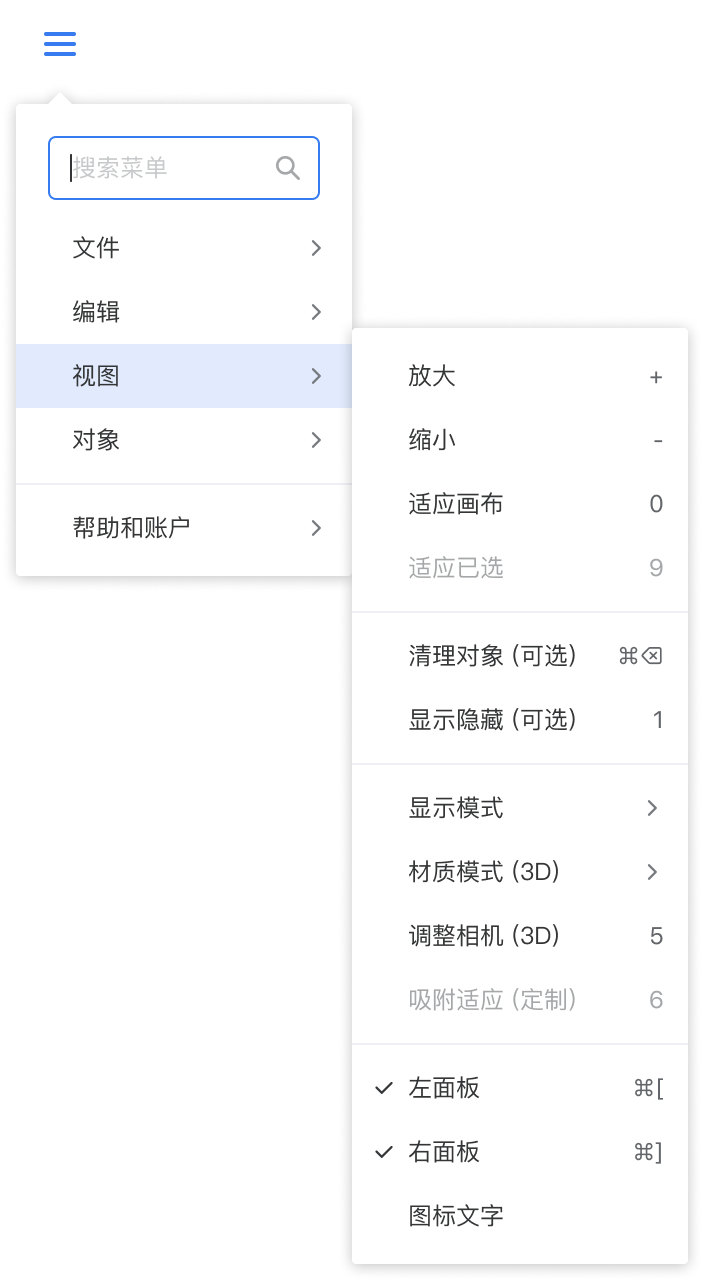 搜索菜单
文件
编辑
视图
对象
帮助和账户
放大 +
缩小 -
适应画布 0
适应已选 9
清理对象 (可选) ⌘⌫
显示隐藏 (可选) 1
显示模式
材质模式 (3D)
调整相机 (3D) 5
吸附适应 (定制) 6
左面板 ⌘[
右面板 ⌘]
图标文字